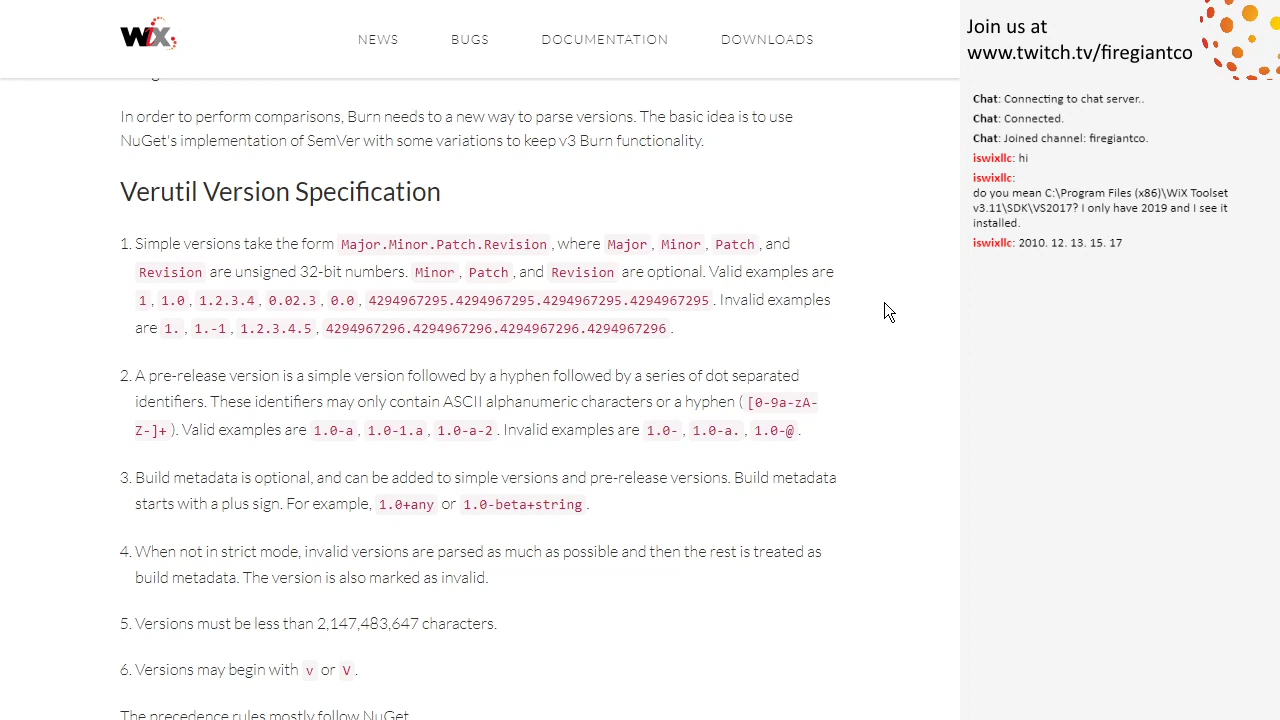 WiX
NEWS BUGS DOCUMENTATION DOWNLOADS
In order to perform comparisons, Burn needs to a new way to parse versions. The basic idea is to use
NuGet's implementation of SemVer with some variations to keep v3 Burn functionality.
Verutil Version Specification
1. Simple versions take the form Major.Minor.Patch.Revision, where Major, Minor, Patch, and
Revision are unsigned 32-bit numbers. Minor, Patch, and Revision are optional. Valid examples are
1, 1.0, 1.2.3.4, 0.02.3, 0.0, 4294967295.4294967295.4294967295.4294967295. Invalid examples
are 1., 1.-1, 1.2.3.4.5, 4294967296.4294967296.4294967296.4294967296.
2. A pre-release version is a simple version followed by a hyphen followed by a series of dot separated
identifiers. These identifiers may only contain ASCII alphanumeric characters or a hyphen ( [0-9a-zA-
Z-]+ ). Valid examples are 1.0-a, 1.0-1.a, 1.0-a-2. Invalid examples are 1.0-, 1.0-a., 1.0-@.
3. Build metadata is optional, and can be added to simple versions and pre-release versions. Build metadata
starts with a plus sign. For example, 1.0+any or 1.0-beta+string.
4. When not in strict mode, invalid versions are parsed as much as possible and then the rest is treated as
build metadata. The version is also marked as invalid.
5. Versions must be less than 2,147,483,647 characters.
6. Versions may begin with v or V.
The precedence rules mostly follow NuGet
Join us at
www.twitch.tv/firegiantco
Chat: Connecting to chat server..
Chat: Connected.
Chat: Joined channel: firegiantco.
iswixllc: hi
iswixllc:
do you mean C:\Program Files (x86)\WiX Toolset
v3.11\SDK\VS2017? I only have 2019 and I see it
installed.
iswixllc: 2010. 12. 13. 15. 17